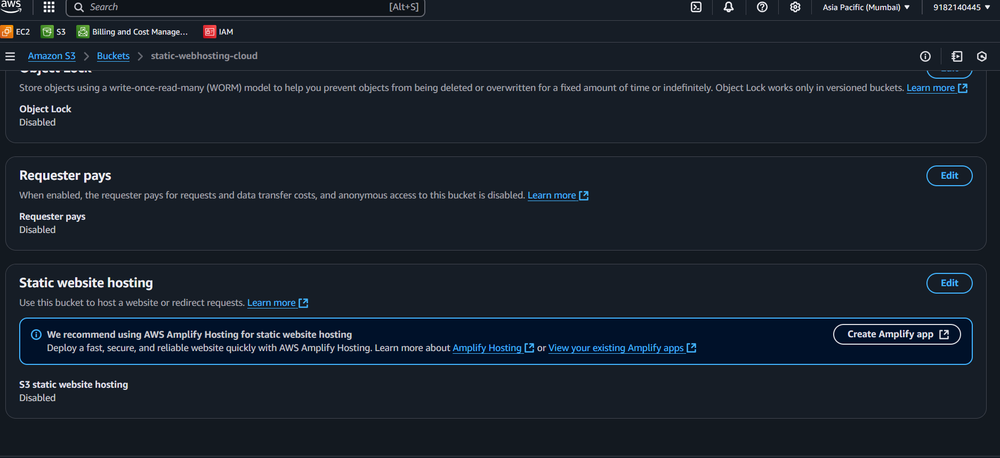 aws
Search [Alt+S]
Asia Pacific (Mumbai) 9182140445
EC2 S3 Billing and Cost Manage... IAM
Amazon S3 Buckets static-webhosting-cloud
Object Lock Edit
Store objects using a write-once-read-many (WORM) model to help you prevent objects from being deleted or overwritten for a fixed amount of time or indefinitely. Object Lock works only in versioned buckets. Learn more
Object Lock
Disabled
Requester pays Edit
When enabled, the requester pays for requests and data transfer costs, and anonymous access to this bucket is disabled. Learn more
Requester pays
Disabled
Static website hosting Edit
Use this bucket to host a website or redirect requests. Learn more
We recommend using AWS Amplify Hosting for static website hosting Create Amplify app
Deploy a fast, secure, and reliable website quickly with AWS Amplify Hosting. Learn more about Amplify Hosting or View your existing Amplify apps
S3 static website hosting
Disabled